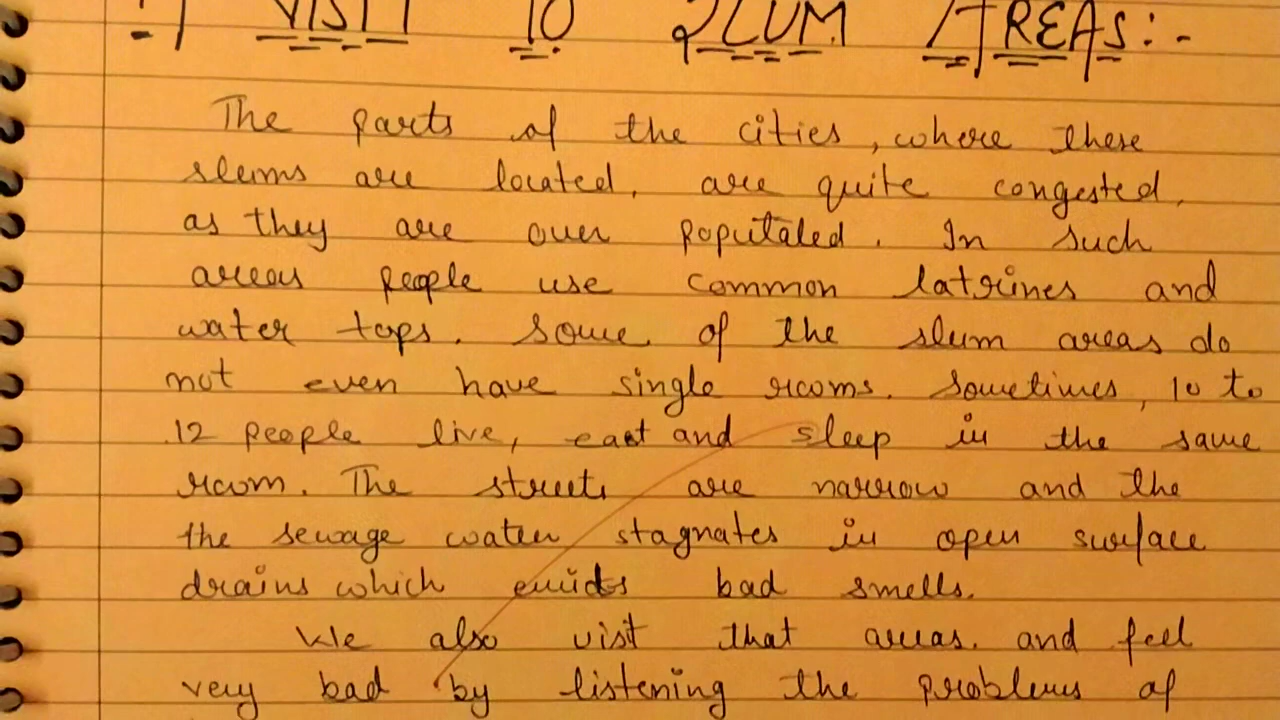 :) VISIT TO SLUM AREAS:-
The parts of the cities, where these
slums are located, are quite congested,
as they are over populated. In such
areas people use common latrines and
water taps. Some of the slum areas do
not even have single rooms. Sometimes, 10 to
12 people live, eat and sleep in the same
room. The streets are narrow and the
the sewage water stagnates in open surface
drains which emids bad smells.
We also visit that areas. and feel
very bad by listening the problems of